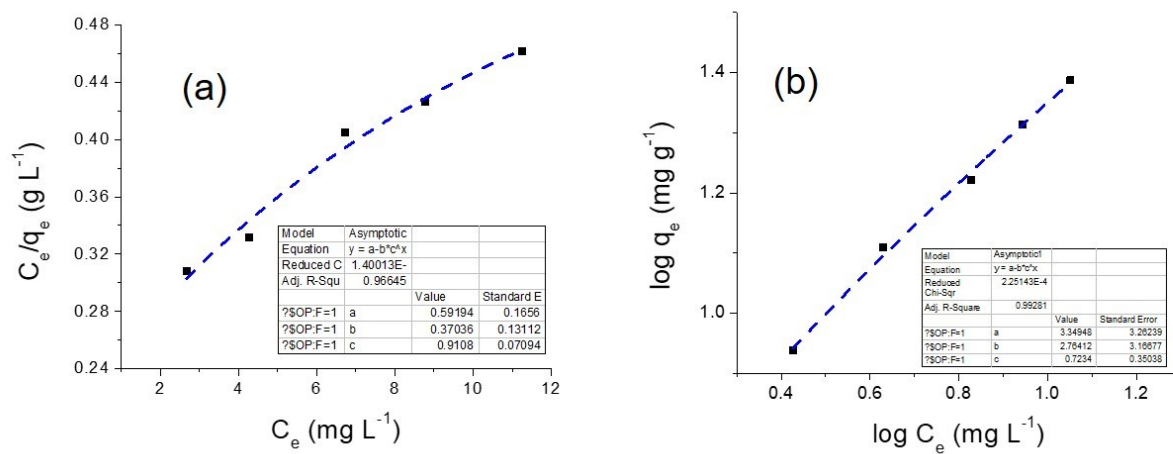 (a)
C_e/q_e (g L^-1)
0.48
0.44
0.40
0.36
0.32
0.28
0.24
2 4 6 8 10 12
C_e (mg L^-1)
Model Asymptotic
Equation y = a-b*c^x
Reduced C 1.40013E-
Adj. R-Squ 0.96645
Value Standard E
?$OP:F=1 a 0.59194 0.1656
?$OP:F=1 b 0.37036 0.13112
?$OP:F=1 c 0.9108 0.07094
(b)
log q_e (mg g^-1)
1.4
1.2
1.0
0.4 0.6 0.8 1.0 1.2
log C_e (mg L^-1)
Model Asymptotic1
Equation y = a-b*c^x
Reduced 2.25143E-4
Chi-Sqr
Adj. R-Square 0.99281
Value Standard Error
?$OP:F=1 a 3.34948 3.26239
?$OP:F=1 b 2.76412 3.16677
?$OP:F=1 c 0.7234 0.35038